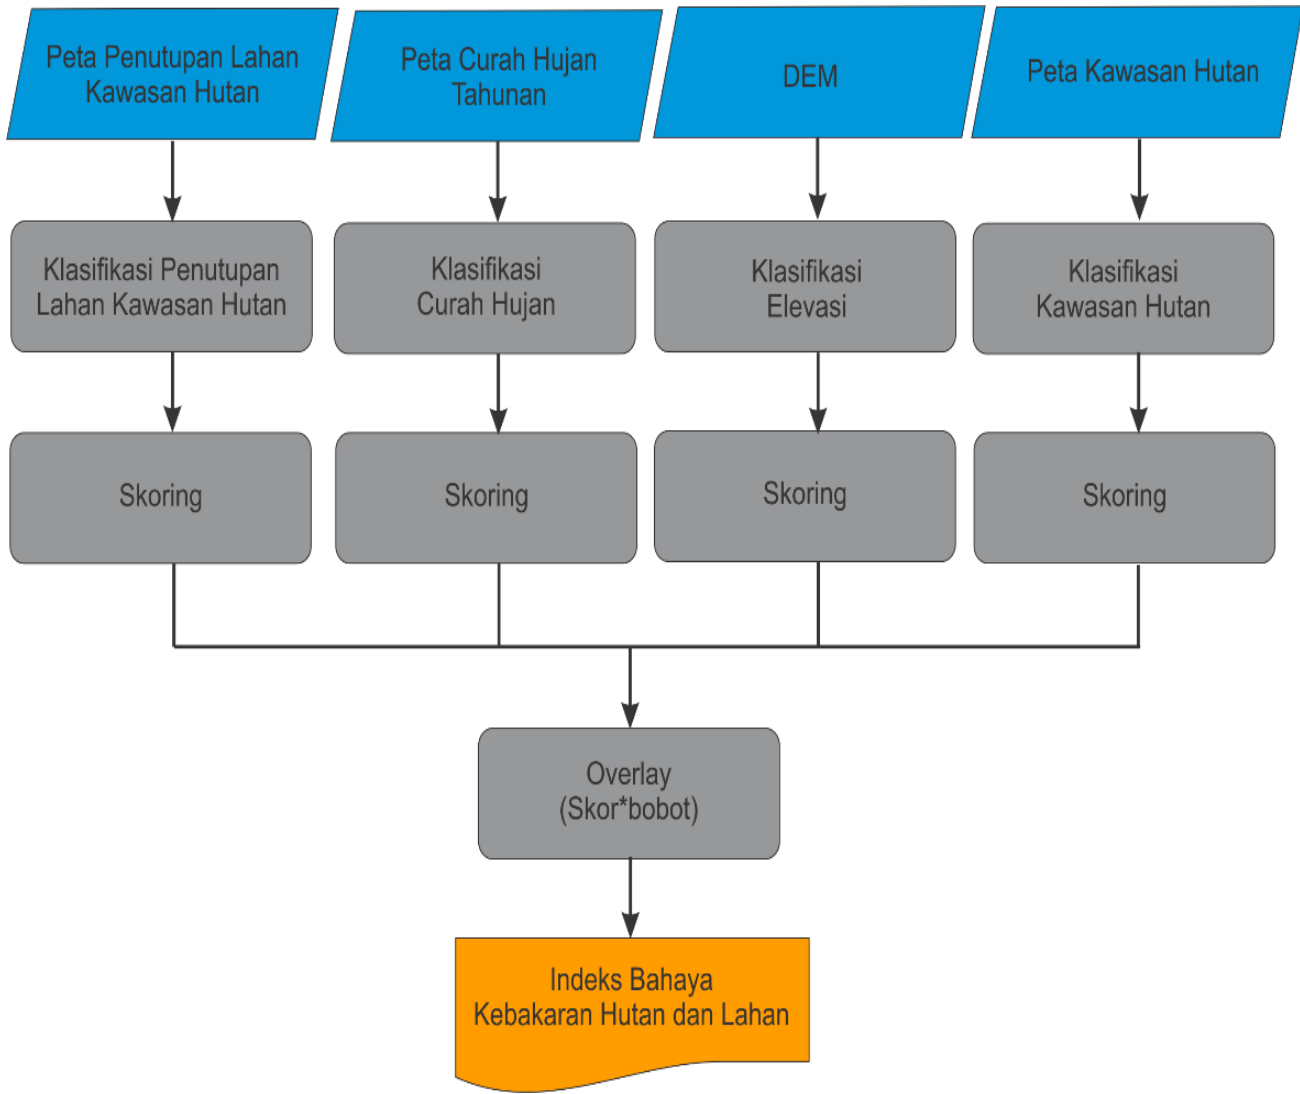 Peta Penutupan Lahan
Kawasan Hutan
Peta Curah Hujan
Tahunan
DEM
Peta Kawasan Hutan
Klasifikasi Penutupan
Lahan Kawasan Hutan
Klasifikasi
Curah Hujan
Klasifikasi
Elevasi
Klasifikasi
Kawasan Hutan
Skoring
Skoring
Skoring
Skoring
Overlay
(Skor*bobot)
Indeks Bahaya
Kebakaran Hutan dan Lahan